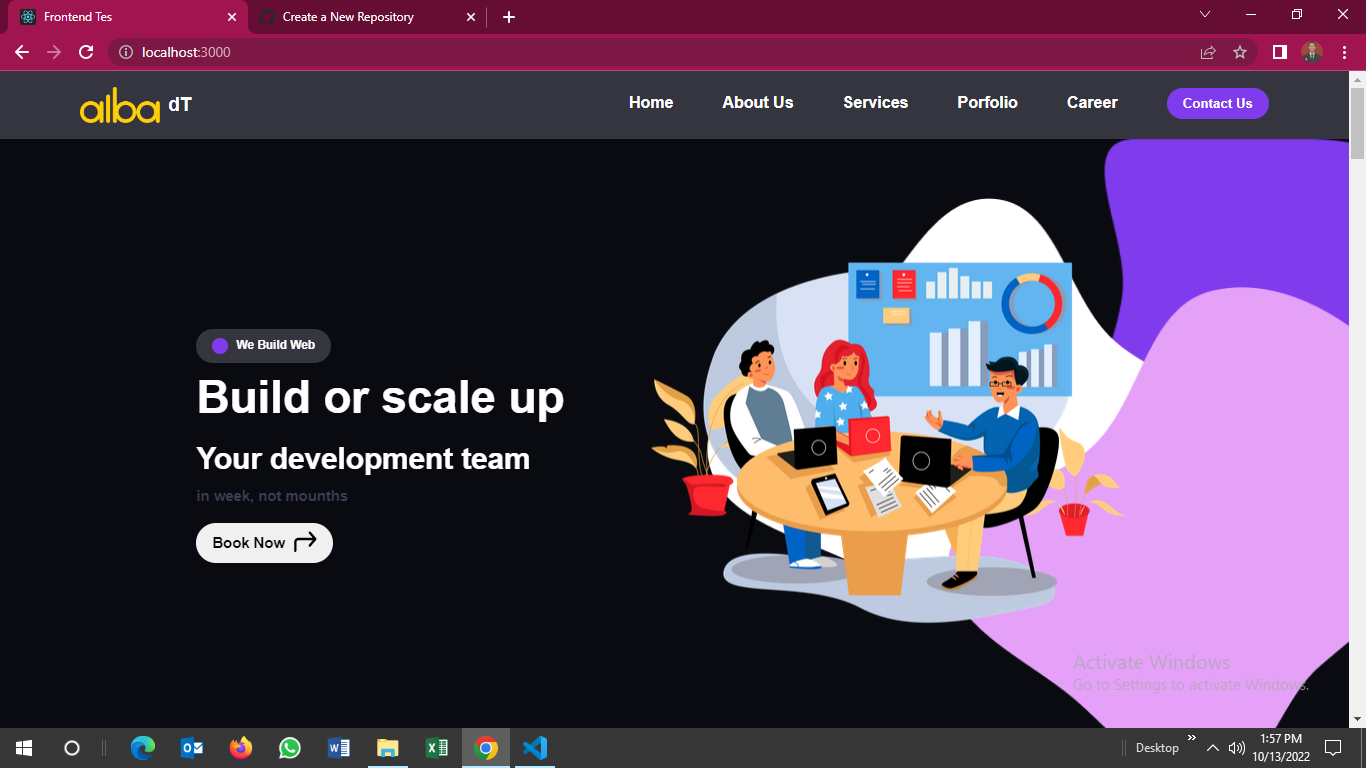 Frontend Tes
Create a New Repository
localhost:3000
alba dT
Home
About Us
Services
Porfolio
Career
Contact Us
We Build Web
Build or scale up
Your development team
in week, not mounths
Book Now
Activate Windows
Go to Settings to activate Windows.
Desktop
1:57 PM
10/13/2022